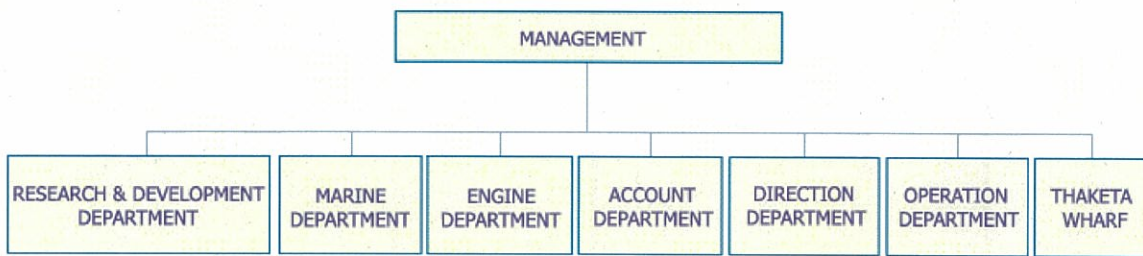 MANAGEMENT
RESEARCH & DEVELOPMENT
DEPARTMENT
MARINE
DEPARTMENT
ENGINE
DEPARTMENT
ACCOUNT
DEPARTMENT
DIRECTION
DEPARTMENT
OPERATION
DEPARTMENT
THAKETA
WHARF